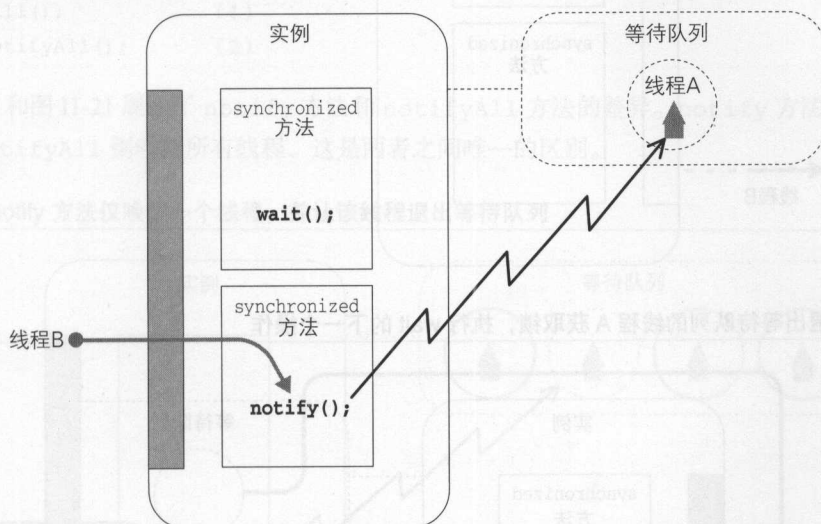 实例
等待队列
线程A
synchronized
方法
wait();
synchronized
方法
线程B
notify();